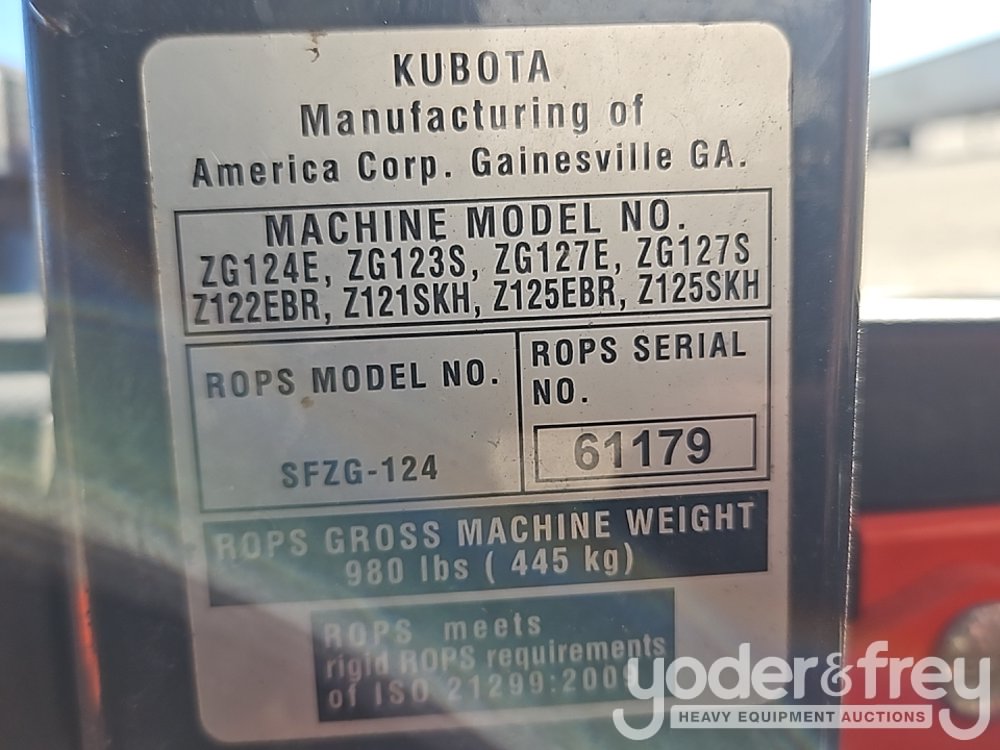 KUBOTA
Manufacturing of
America Corp. Gainesville GA.
MACHINE MODEL NO.
ZG124E, ZG123S, ZG127E, ZG127S
Z122EBR, Z121SKH, Z125EBR, Z125SKH
ROPS MODEL NO.
SFZG-124
ROPS SERIAL
NO.
61179
ROPS GROSS MACHINE WEIGHT
980 lbs ( 445 kg)
ROPS meets
rigid ROPS requirements
of ISO 21299:2009
yoder&frey
HEAVY EQUIPMENT AUCTIONS